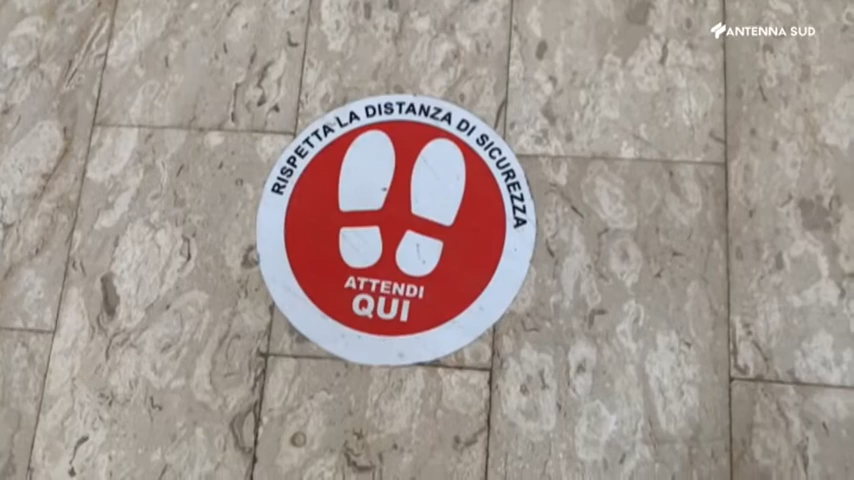 ANTENNA SUD
RISPETTA LA DISTANZA DI SICUREZZA
ATTENDI
QUI